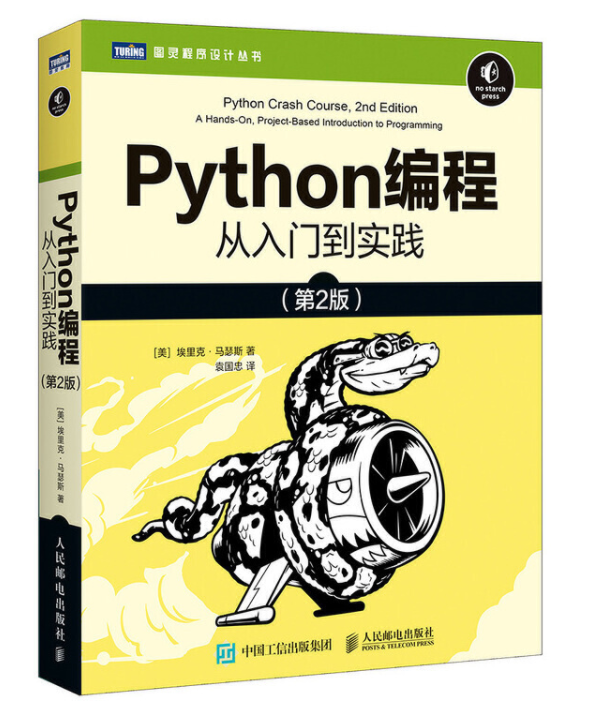 TURING 图灵程序设计丛书
no starch
press
Python Crash Course, 2nd Edition
A Hands-On, Project-Based Introduction to Programming
Python编程
从入门到实践
（第2版）
[美] 埃里克·马瑟斯 著
袁国忠 译
中国工信出版集团
人民邮电出版社
POSTS & TELECOM PRESS
TURING
no starch
press
Python编程
从入门到实践
（第2版）
[美] 埃里克·马瑟斯 著
人民邮电出版社